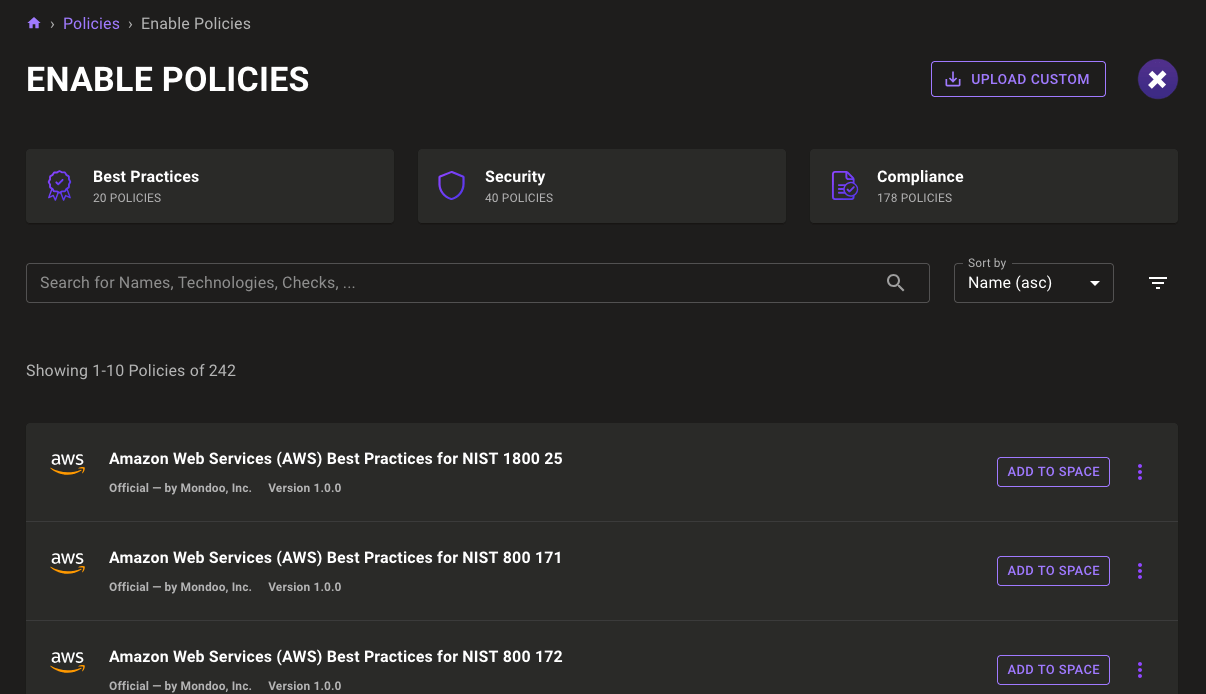 › Policies › Enable Policies
ENABLE POLICIES
UPLOAD CUSTOM
Best Practices
20 POLICIES
Security
40 POLICIES
Compliance
178 POLICIES
Search for Names, Technologies, Checks, ...
Sort by
Name (asc)
Showing 1-10 Policies of 242
aws
Amazon Web Services (AWS) Best Practices for NIST 1800 25
Official — by Mondoo, Inc. Version 1.0.0
ADD TO SPACE
aws
Amazon Web Services (AWS) Best Practices for NIST 800 171
Official — by Mondoo, Inc. Version 1.0.0
ADD TO SPACE
aws
Amazon Web Services (AWS) Best Practices for NIST 800 172
Official — by Mondoo, Inc. Version 1.0.0
ADD TO SPACE